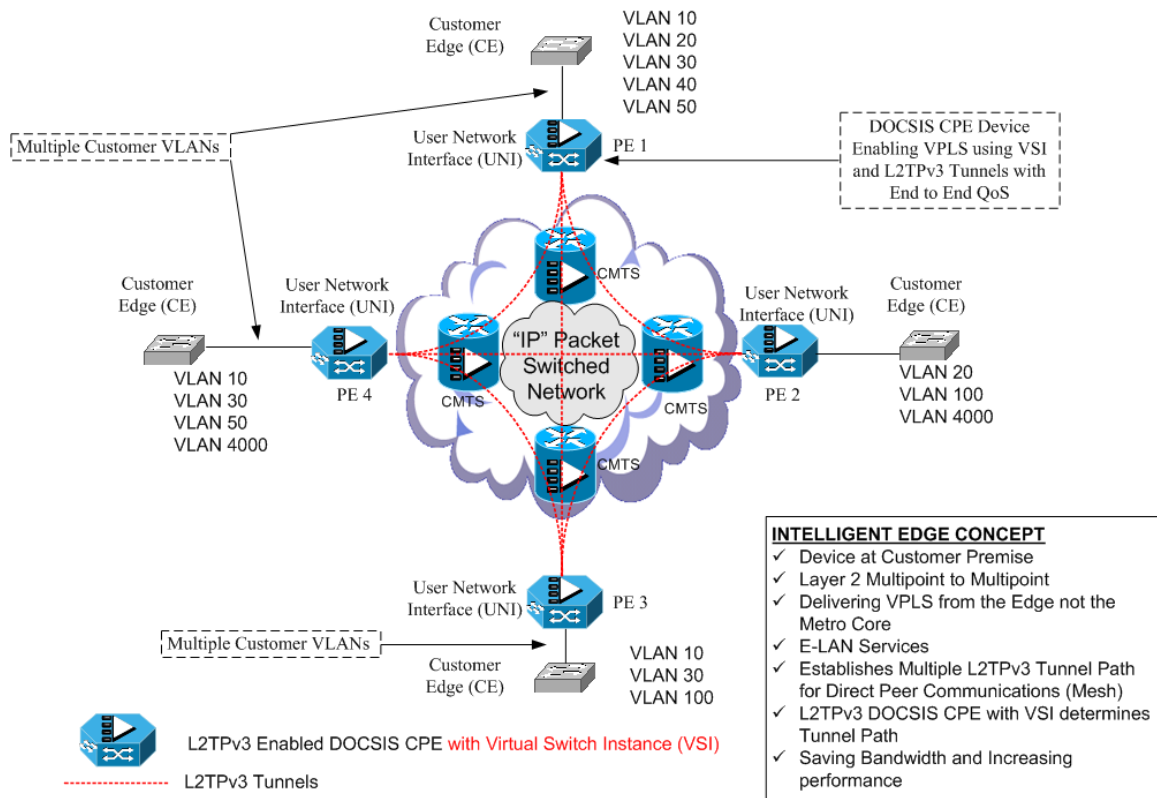 Customer
Edge (CE)
VLAN 10
VLAN 20
VLAN 30
VLAN 40
VLAN 50
Multiple Customer VLANs
User Network
Interface (UNI)
PE 1
DOCSIS CPE Device
Enabling VPLS using VSI
and L2TPv3 Tunnels with
End to End QoS
CMTS
Customer
Edge (CE)
User Network
Interface (UNI)
PE 4
VLAN 10
VLAN 30
VLAN 50
VLAN 4000
CMTS
“IP” Packet
Switched
Network
CMTS
User Network
Interface (UNI)
PE 2
Customer
Edge (CE)
VLAN 20
VLAN 100
VLAN 4000
CMTS
User Network
Interface (UNI)
PE 3
Multiple Customer VLANs
Customer
Edge (CE)
VLAN 10
VLAN 30
VLAN 100
INTELLIGENT EDGE CONCEPT
✓ Device at Customer Premise
✓ Layer 2 Multipoint to Multipoint
✓ Delivering VPLS from the Edge not the
Metro Core
✓ E-LAN Services
✓ Establishes Multiple L2TPv3 Tunnel Path
for Direct Peer Communications (Mesh)
✓ L2TPv3 DOCSIS CPE with VSI determines
Tunnel Path
✓ Saving Bandwidth and Increasing
performance
L2TPv3 Enabled DOCSIS CPE with Virtual Switch Instance (VSI)
L2TPv3 Tunnels